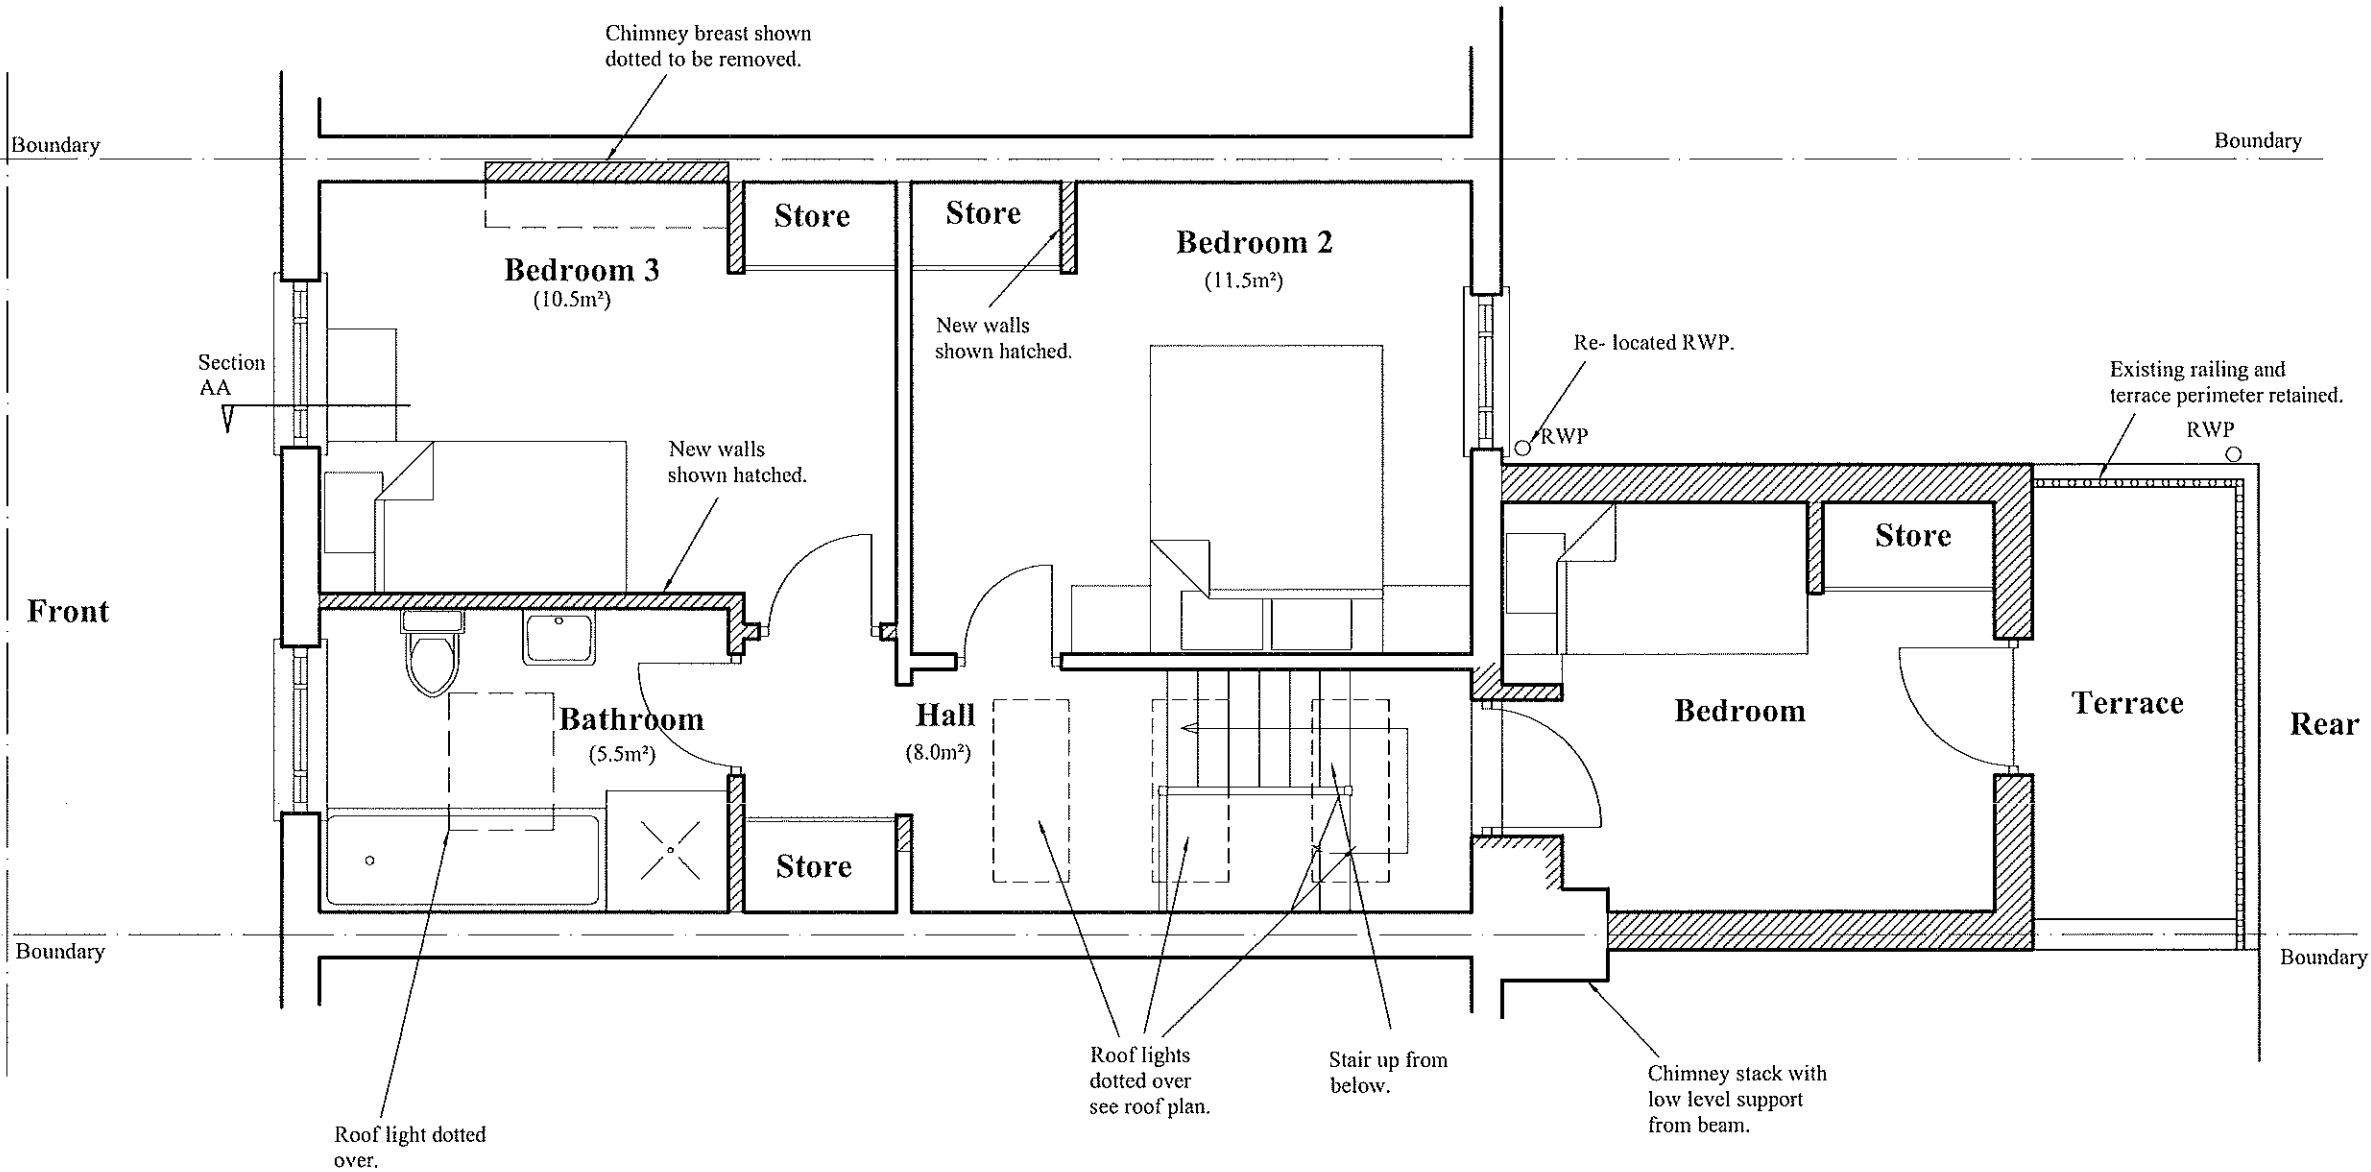 Chimney breast shown
dotted to be removed.
Boundary
Boundary
Store
Store
Bedroom 3
(10.5m²)
Bedroom 2
(11.5m²)
New walls
shown hatched.
Section
AA
Re- located RWP.
RWP
Existing railing and
terrace perimeter retained.
RWP
New walls
shown hatched.
Store
Front
Bathroom
(5.5m²)
Hall
(8.0m²)
Bedroom
Terrace
Rear
Store
Boundary
Boundary
Roof light dotted
over.
Roof lights
dotted over
see roof plan.
Stair up from
below.
Chimney stack with
low level support
from beam.